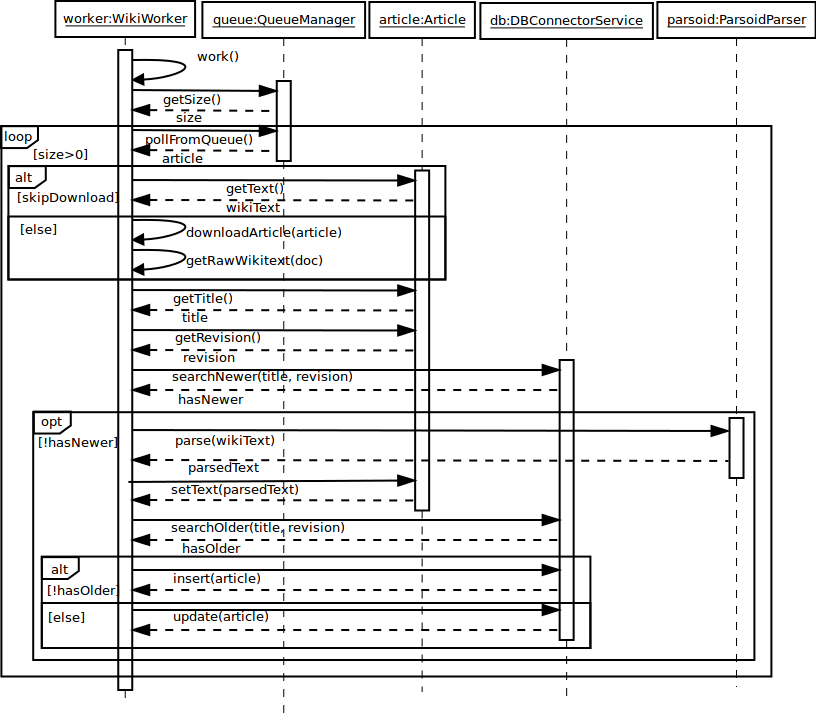 worker:WikiWorker
queue:QueueManager
article:Article
db:DBConnectorService
parsoid:ParsoidParser
work()
getSize()
size
loop
[size>0]
pollFromQueue()
article
alt
[skipDownload]
getText()
wikiText
[else]
downloadArticle(article)
getRawWikitext(doc)
getTitle()
title
getRevision()
revision
searchNewer(title, revision)
hasNewer
opt
[!hasNewer]
parse(wikiText)
parsedText
setText(parsedText)
searchOlder(title, revision)
hasOlder
alt
[!hasOlder]
insert(article)
[else]
update(article)